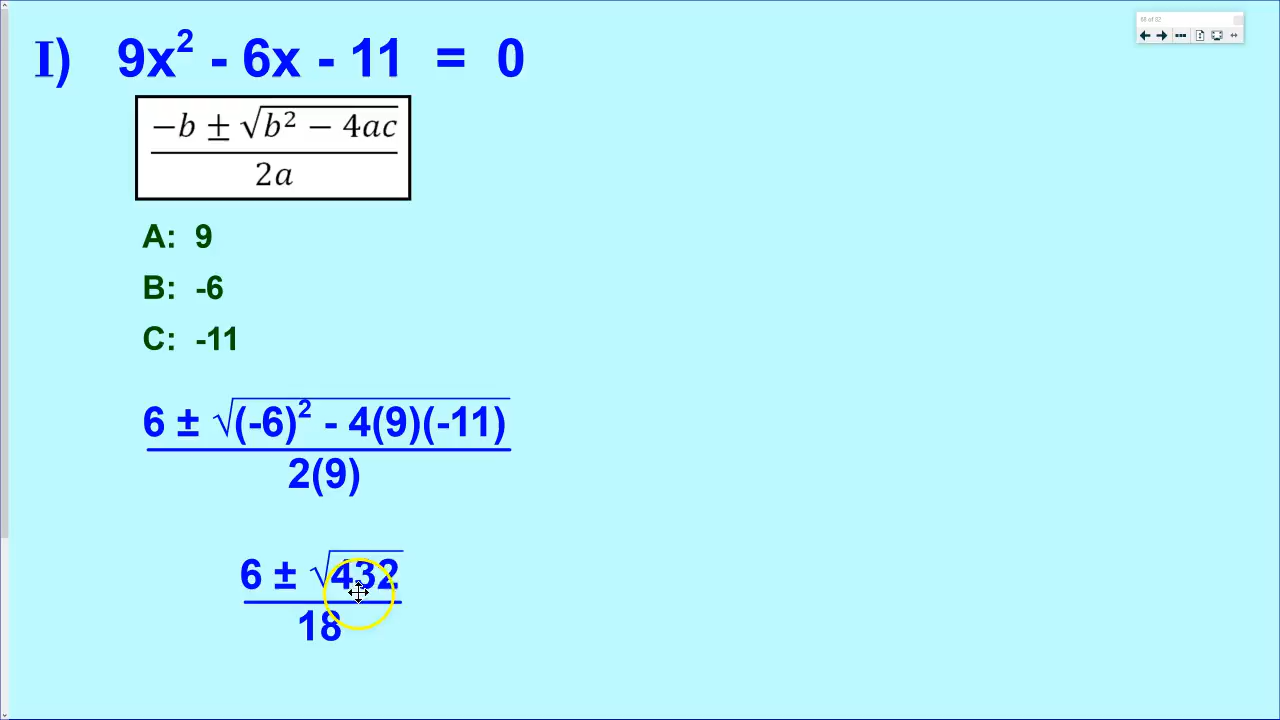 I) 9x² - 6x - 11 = 0
−b ± √b² − 4ac
2a
A: 9
B: -6
C: -11
6 ± √(-6)² - 4(9)(-11)
2(9)
6 ± √432
18